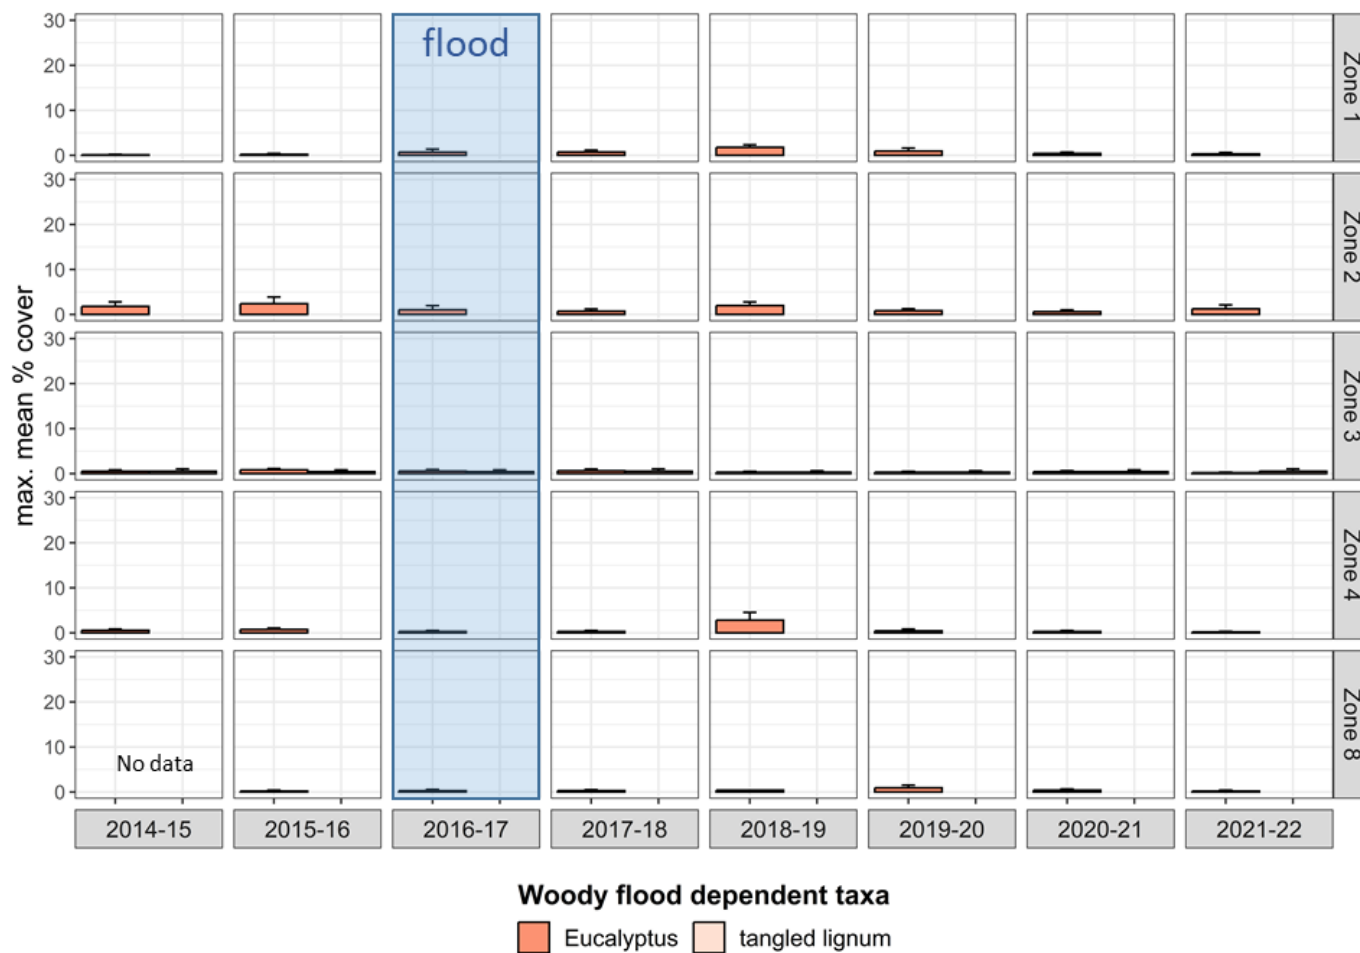 flood
30
20
10
0
Zone 1
30
20
10
0
Zone 2
30
20
10
0
Zone 3
30
20
10
0
Zone 4
30
20
10
0
Zone 8
No data
max. mean % cover
2014-15 2015-16 2016-17 2017-18 2018-19 2019-20 2020-21 2021-22
Woody flood dependent taxa
Eucalyptus tangled lignum